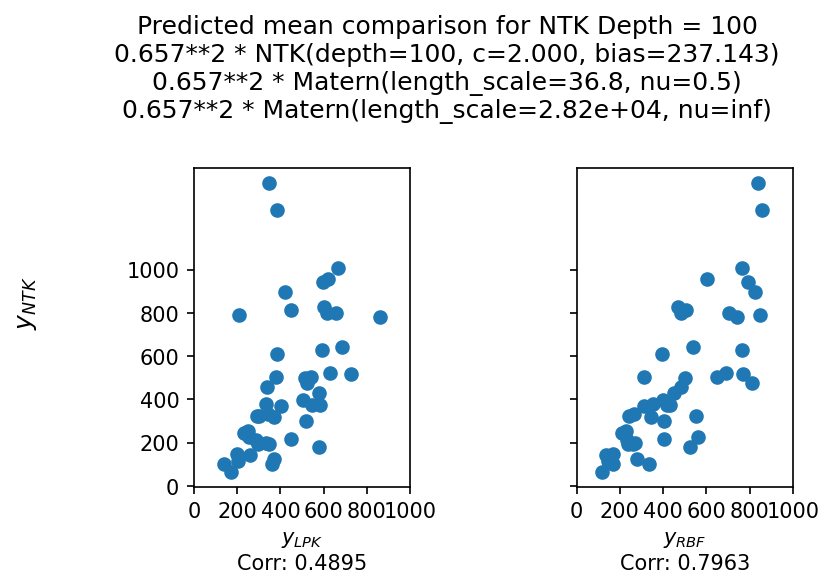 Predicted mean comparison for NTK Depth = 100
0.657**2 * NTK(depth=100, c=2.000, bias=237.143)
0.657**2 * Matern(length_scale=36.8, nu=0.5)
0.657**2 * Matern(length_scale=2.82e+04, nu=inf)
y_NTK
1000
800
600
400
200
0
0 200 400 600 800 1000
y_LPK
Corr: 0.4895
0 200 400 600 800 1000
y_RBF
Corr: 0.7963